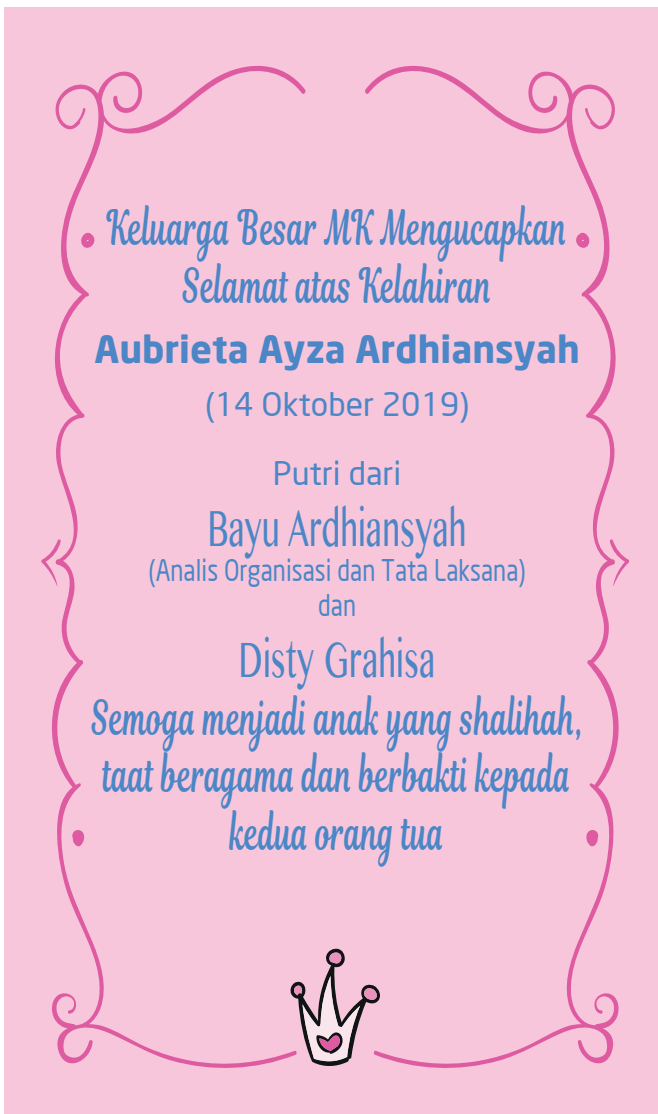 Keluarga Besar MK Mengucapkan
Selamat atas Kelahiran
Aubrieta Ayza Ardhiansyah
(14 Oktober 2019)
Putri dari
Bayu Ardhiansyah
(Analis Organisasi dan Tata Laksana)
dan
Disty Grahisa
Semoga menjadi anak yang shalihah,
taat beragama dan berbakti kepada
kedua orang tua